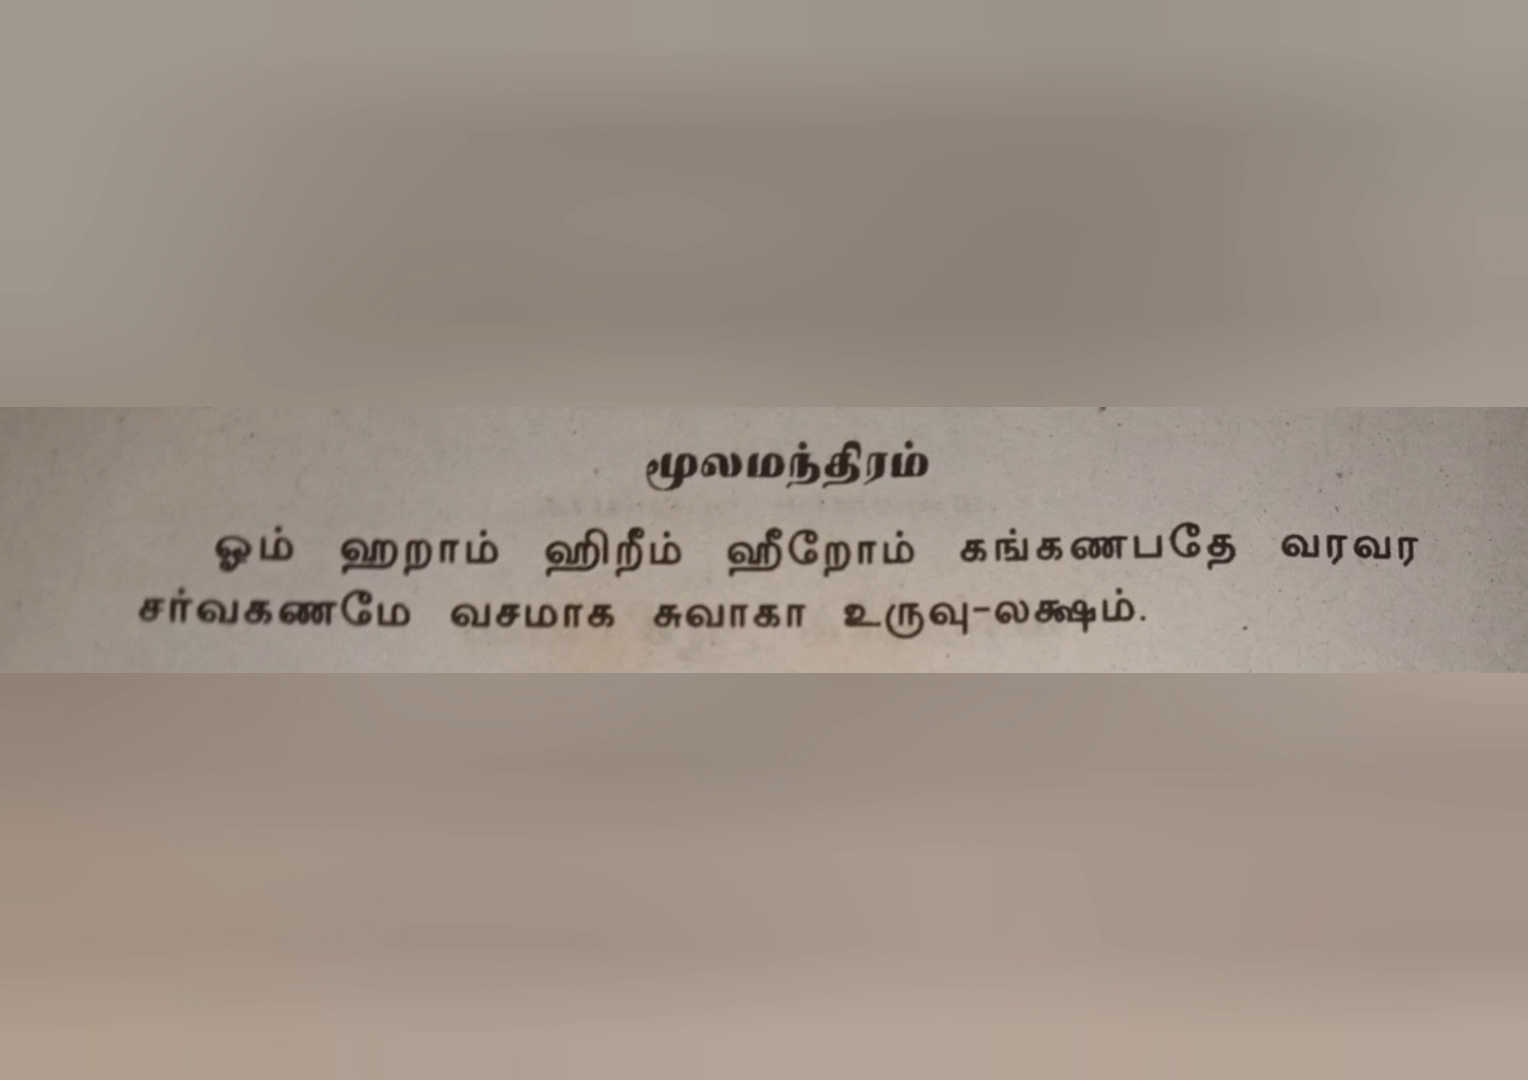 மூலமந்திரம்
ஓம் ஹறாம் ஹிறீம் ஹீறோம் கங்கணபதே வரவர
சர்வகணமே வசமாக சுவாகா உருவு-லக்ஷம்.